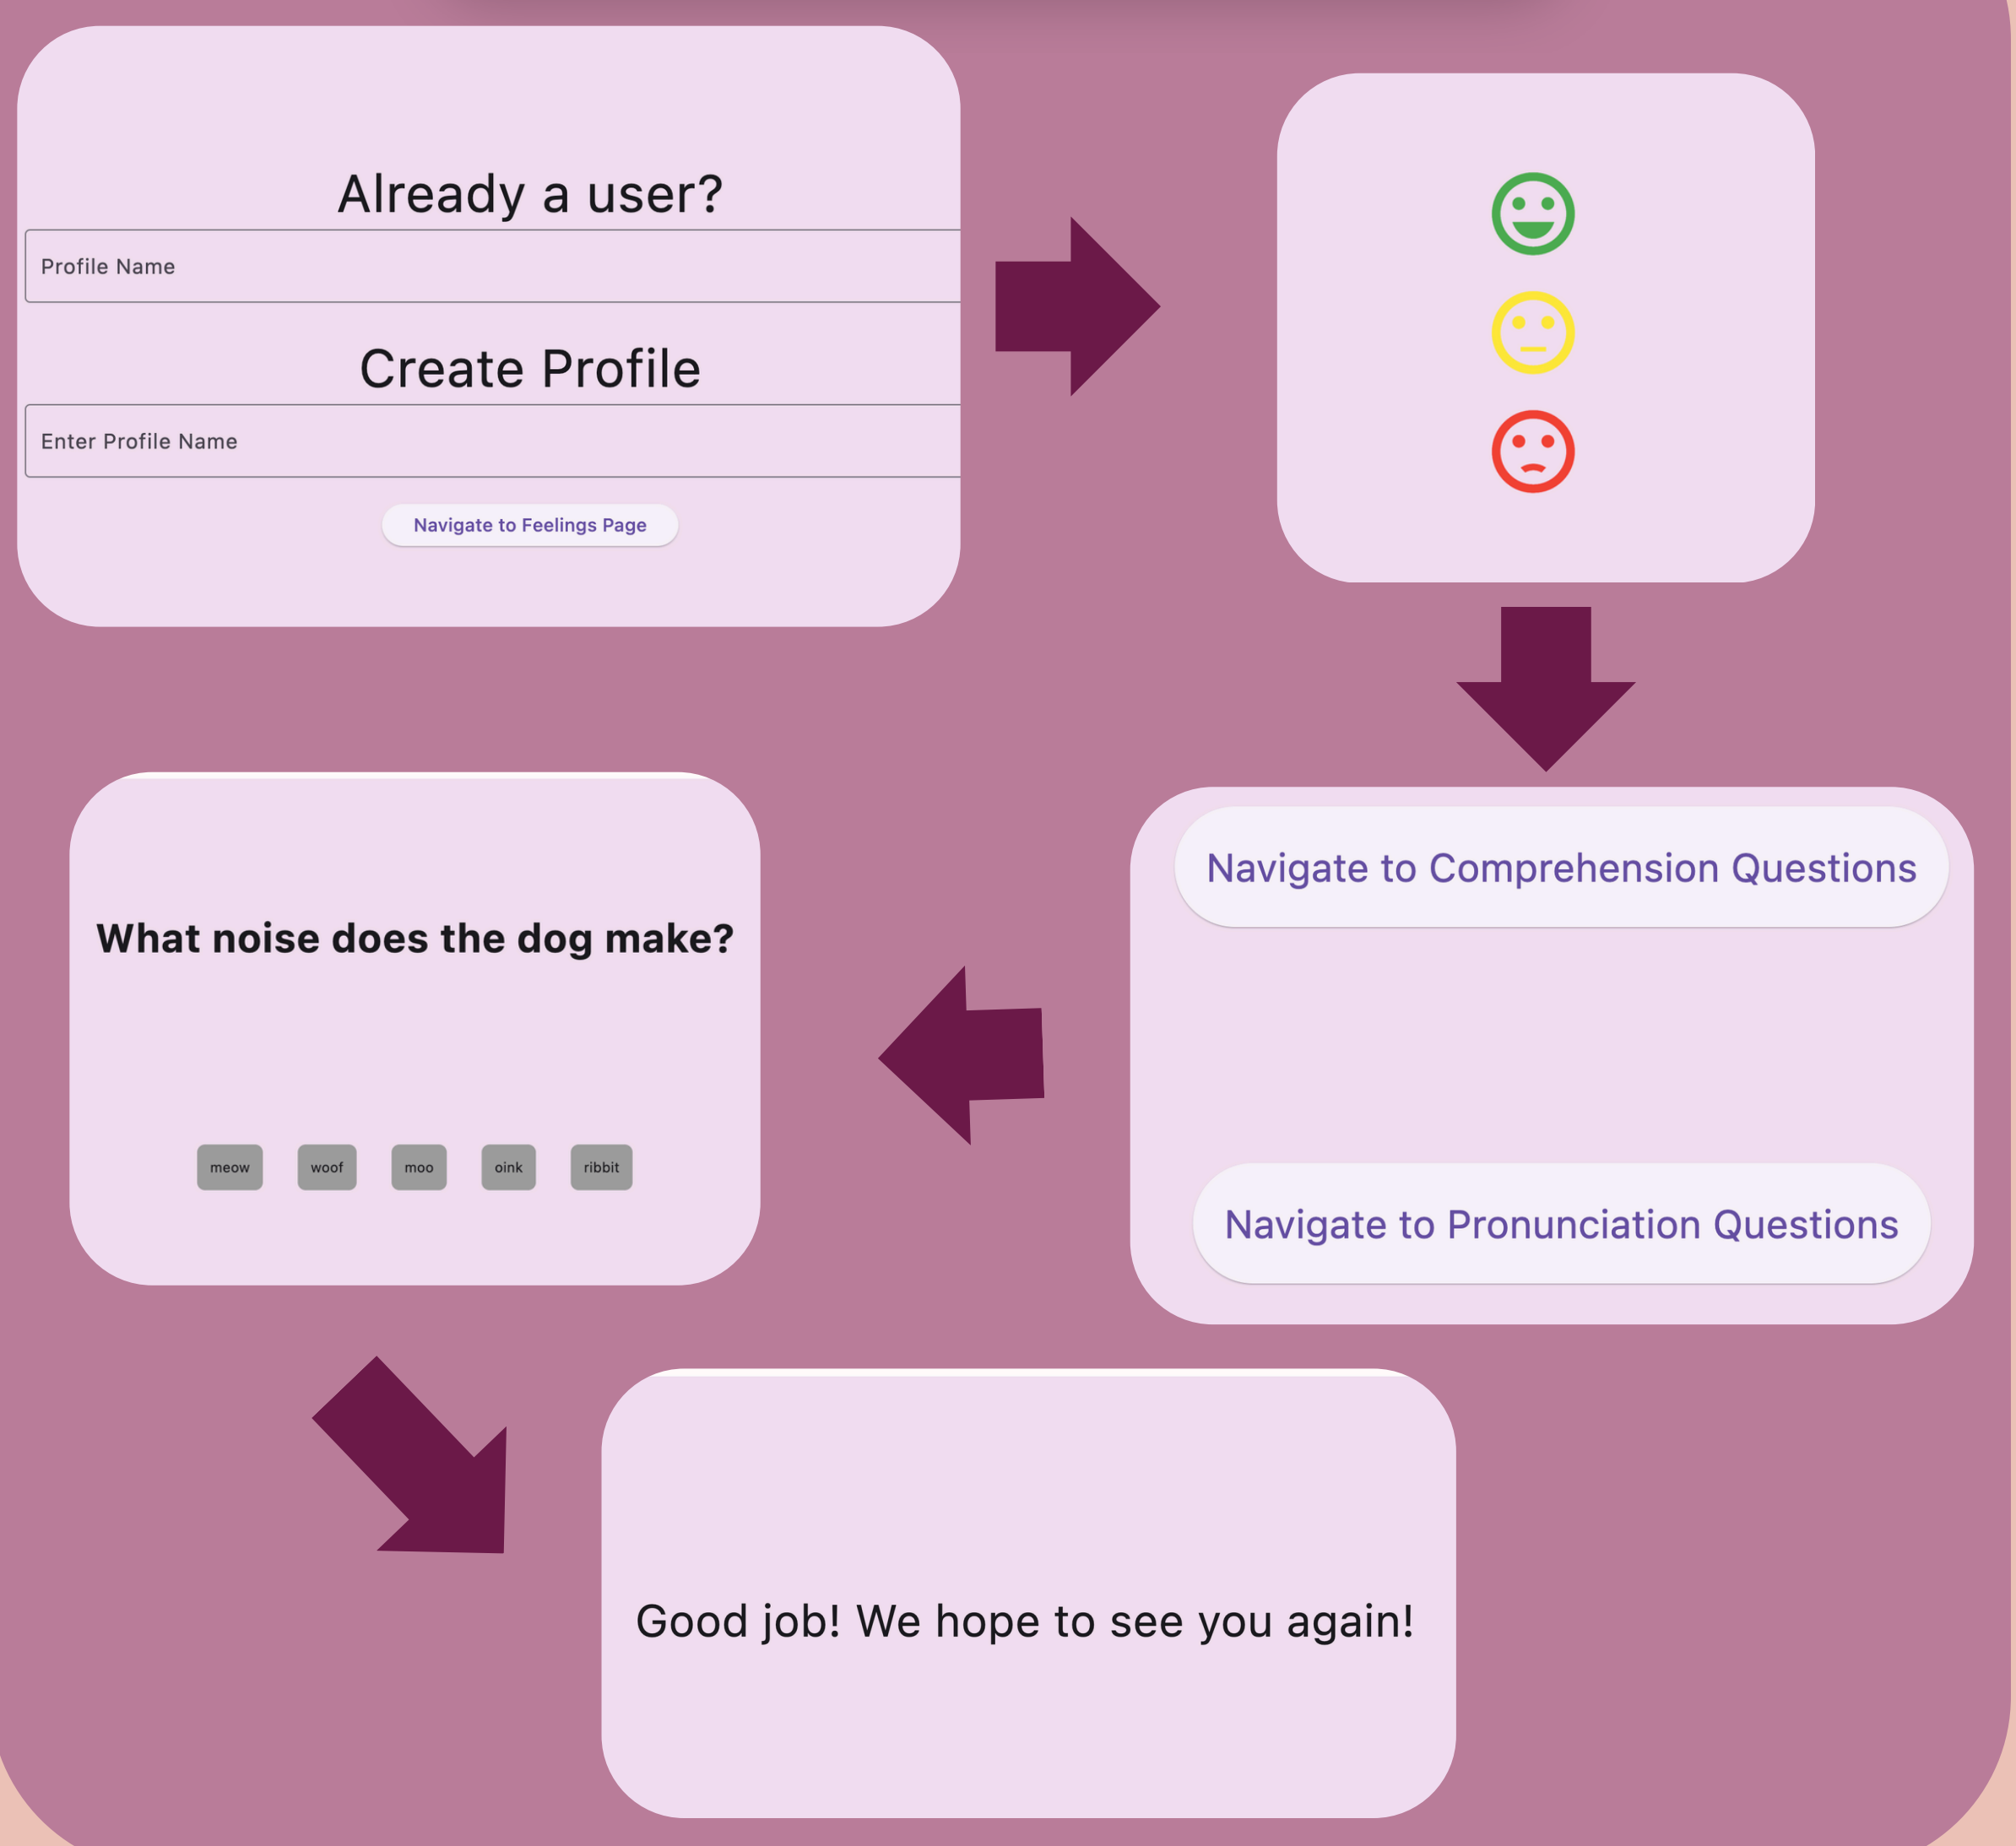 Already a user?
Profile Name
Create Profile
Enter Profile Name
Navigate to Feelings Page
Navigate to Comprehension Questions
Navigate to Pronunciation Questions
What noise does the dog make?
meow woof moo oink ribbit
Good job! We hope to see you again!